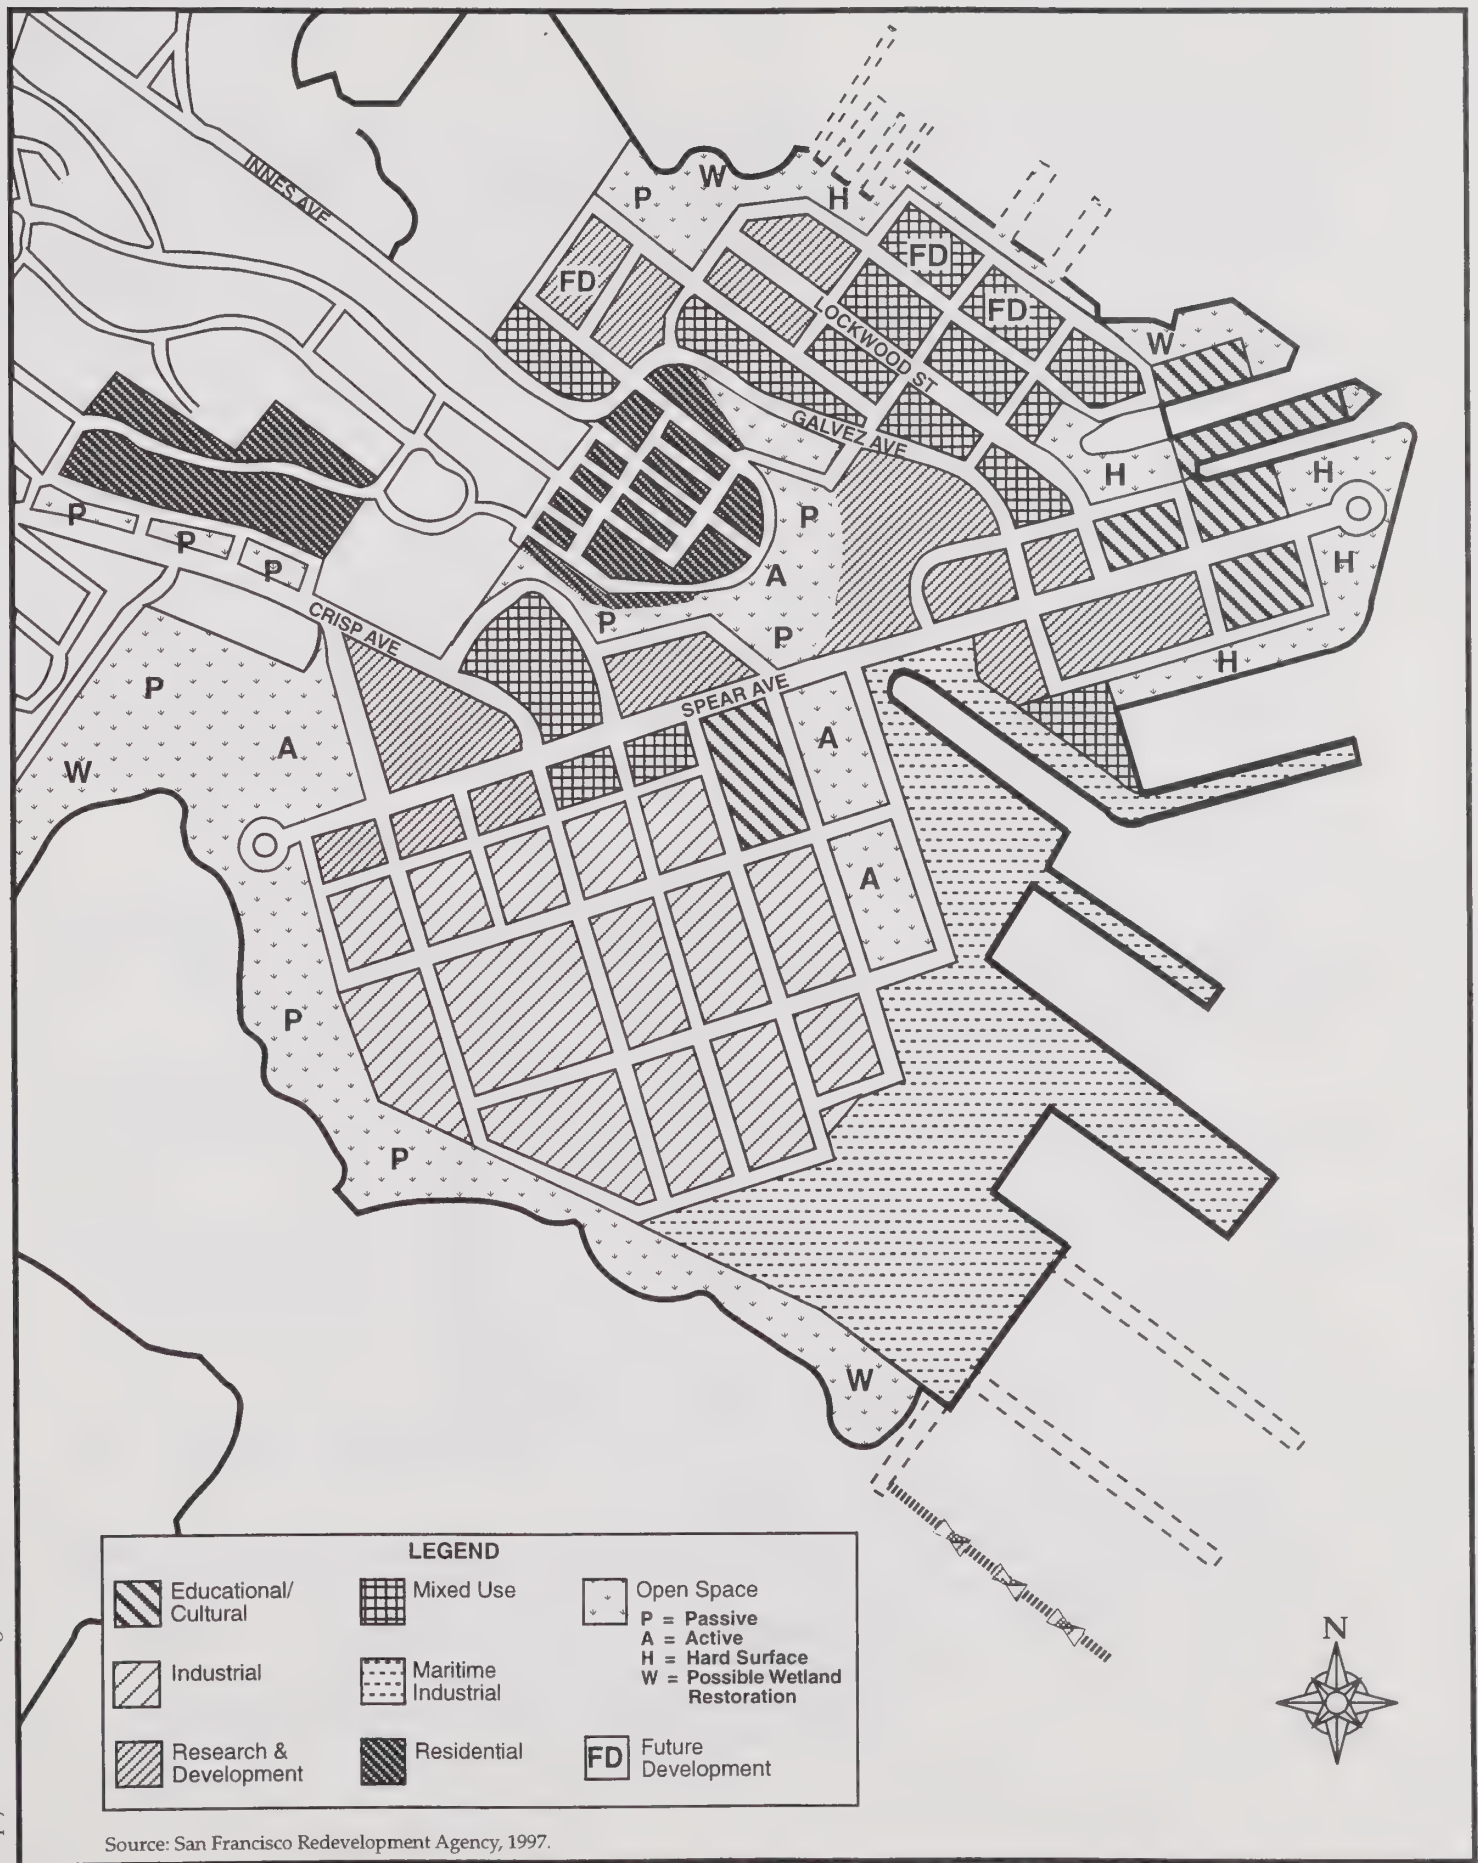 INNES AVE
W
P
H
FD
FD
FD
LOCKWOOD ST
W
GALVEZ AVE
H
H
P
P
P
P
H
A
CRISP AVE
P
P
H
P
SPEAR AVE
A
A
W
A
P
P
W
LEGEND
Educational/
Cultural
Industrial
Research &
Development
Mixed Use
Maritime
Industrial
Residential
Open Space
P = Passive
A = Active
H = Hard Surface
W = Possible Wetland
Restoration
FD
Future
Development
N
Source: San Francisco Redevelopment Agency, 1997.